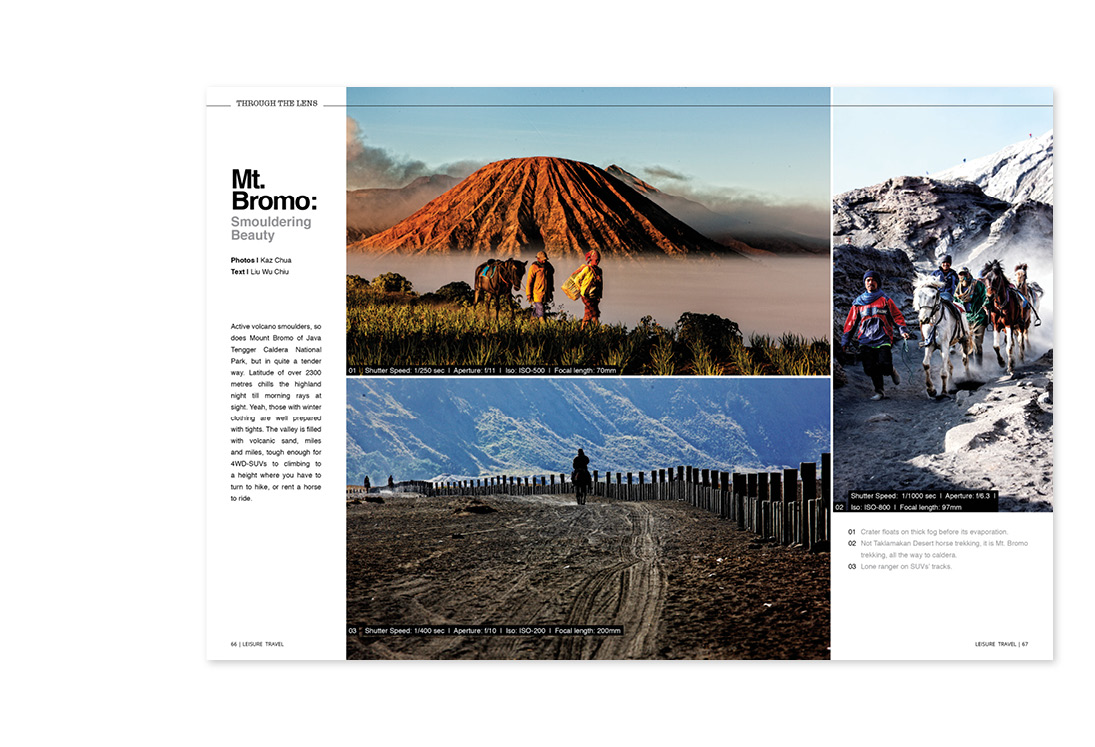 THROUGH THE LENS
Mt.
Bromo:
Smouldering
Beauty
Photos I Kaz Chua
Text I Liu Wu Chiu
Active volcano smoulders, so
does Mount Bromo of Java
Tengger Caldera National
Park, but in quite a tender
way. Latitude of over 2300
metres chills the highland
night till morning rays at
sight. Yeah, those with winter
clothing are well prepared
with tights. The valley is filled
with volcanic sand, miles
and miles, tough enough for
4WD-SUVs to climbing to
a height where you have to
turn to hike, or rent a horse
to ride.
66 | LEISURE TRAVEL
01 Shutter Speed: 1/250 sec I Aperture: f/11 I Iso: ISO-500 I Focal length: 70mm
03 Shutter Speed: 1/400 sec I Aperture: f/10 I Iso: ISO-200 I Focal length: 200mm
Shutter Speed: 1/1000 sec I Aperture: f/6.3 I
02 Iso: ISO-800 I Focal length: 97mm
01 Crater floats on thick fog before its evaporation.
02 Not Taklamakan Desert horse trekking, it is Mt. Bromo
trekking, all the way to caldera.
03 Lone ranger on SUVs' tracks.
LEISURE TRAVEL | 67